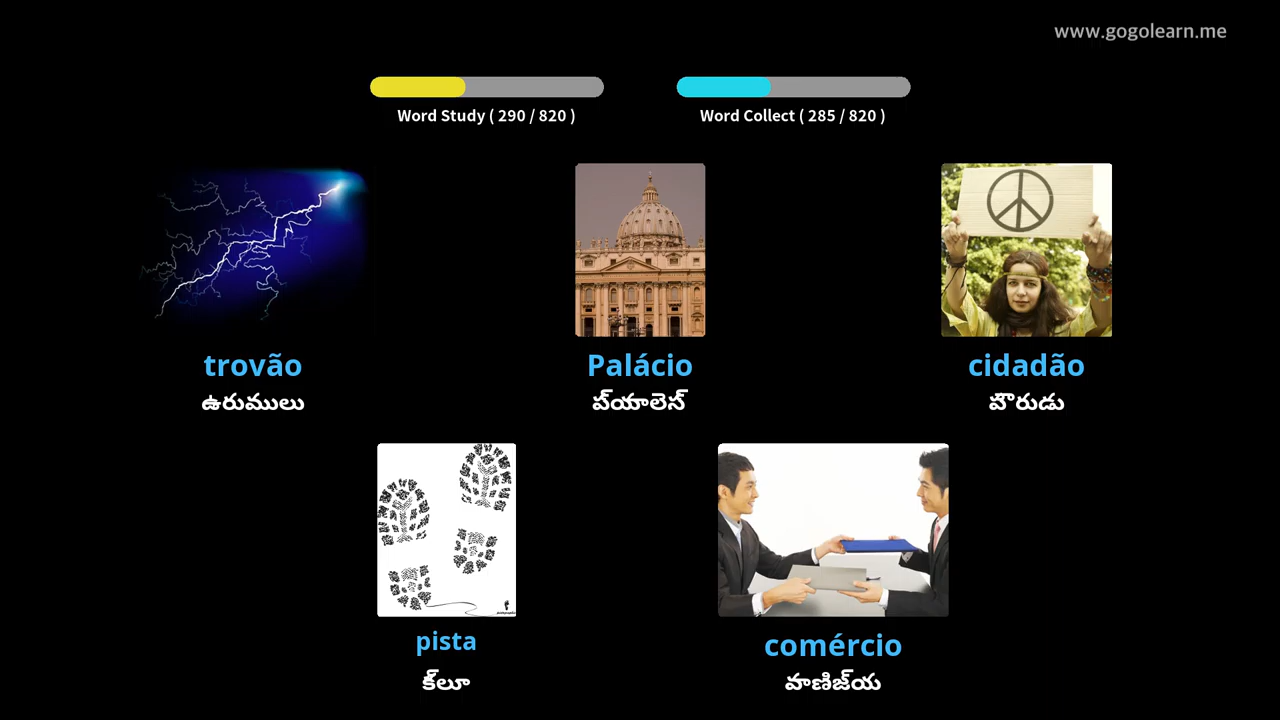 www.gogolearn.me
Word Study ( 290 / 820 )
Word Collect ( 285 / 820 )
trovão
ఉరుములు
Palácio
ప్యాలెస్
cidadão
పౌరుడు
pista
క్లూ
comércio
వాణిజ్య